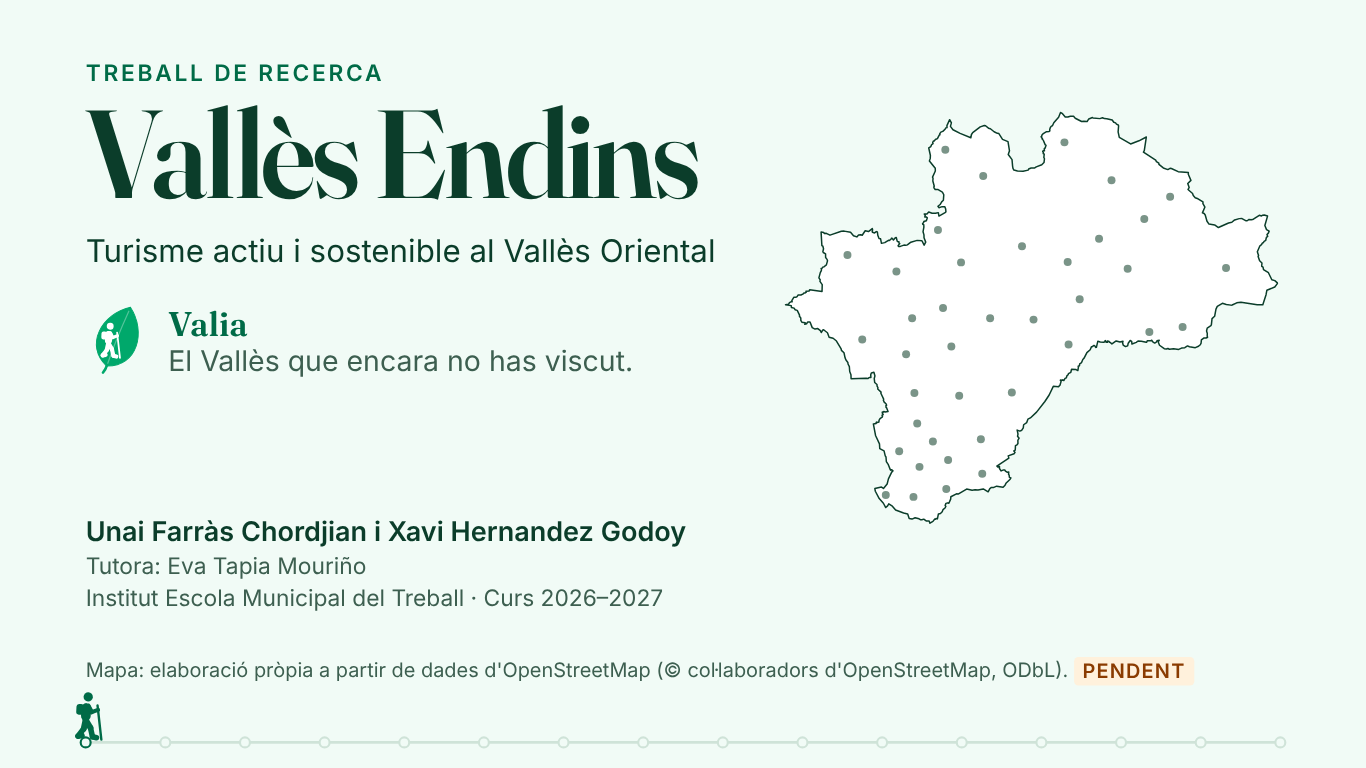 TREBALL DE RECERCA
Vallès Endins
Turisme actiu i sostenible al Vallès Oriental
Valia
El Vallès que encara no has viscut.
Unai Farràs Chordjian i Xavi Hernandez Godoy
Tutora: Eva Tapia Mouriño
Institut Escola Municipal del Treball · Curs 2026–2027
Mapa: elaboració pròpia a partir de dades d'OpenStreetMap (© col·laboradors d'OpenStreetMap, ODbL). PENDENT